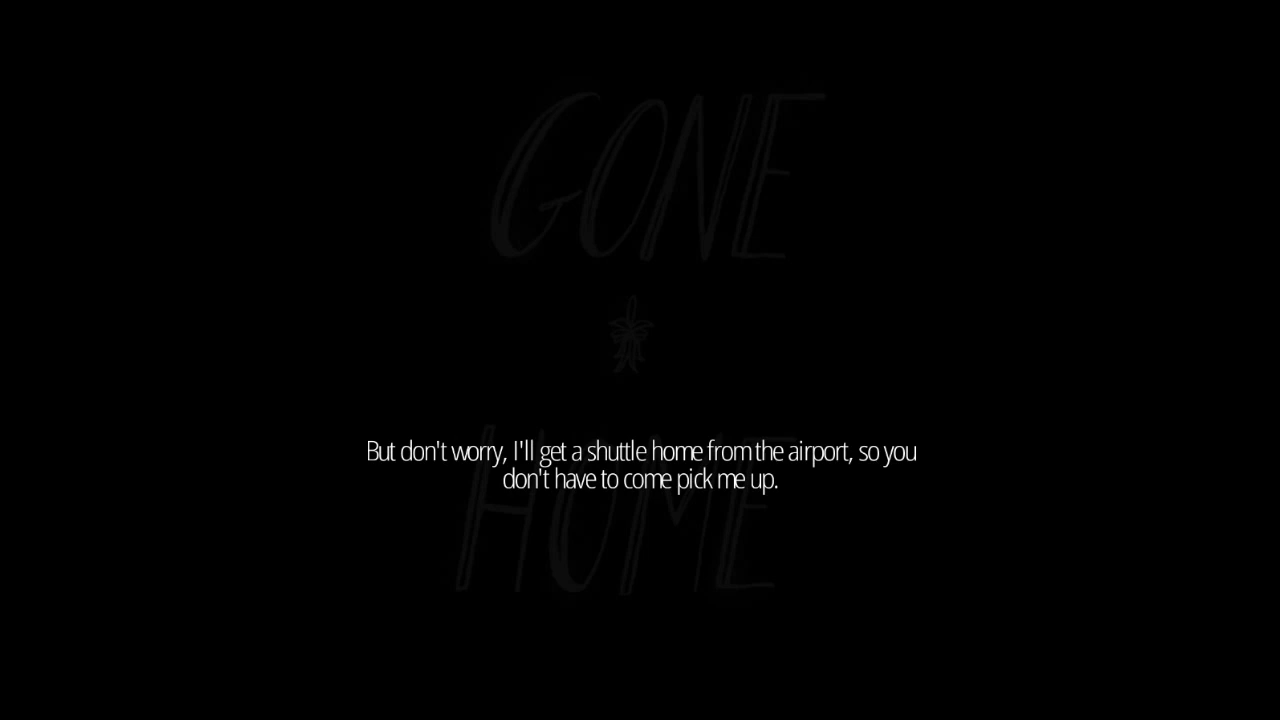 GONE
HOME
But don't worry, I'll get a shuttle home from the airport, so you
don't have to come pick me up.